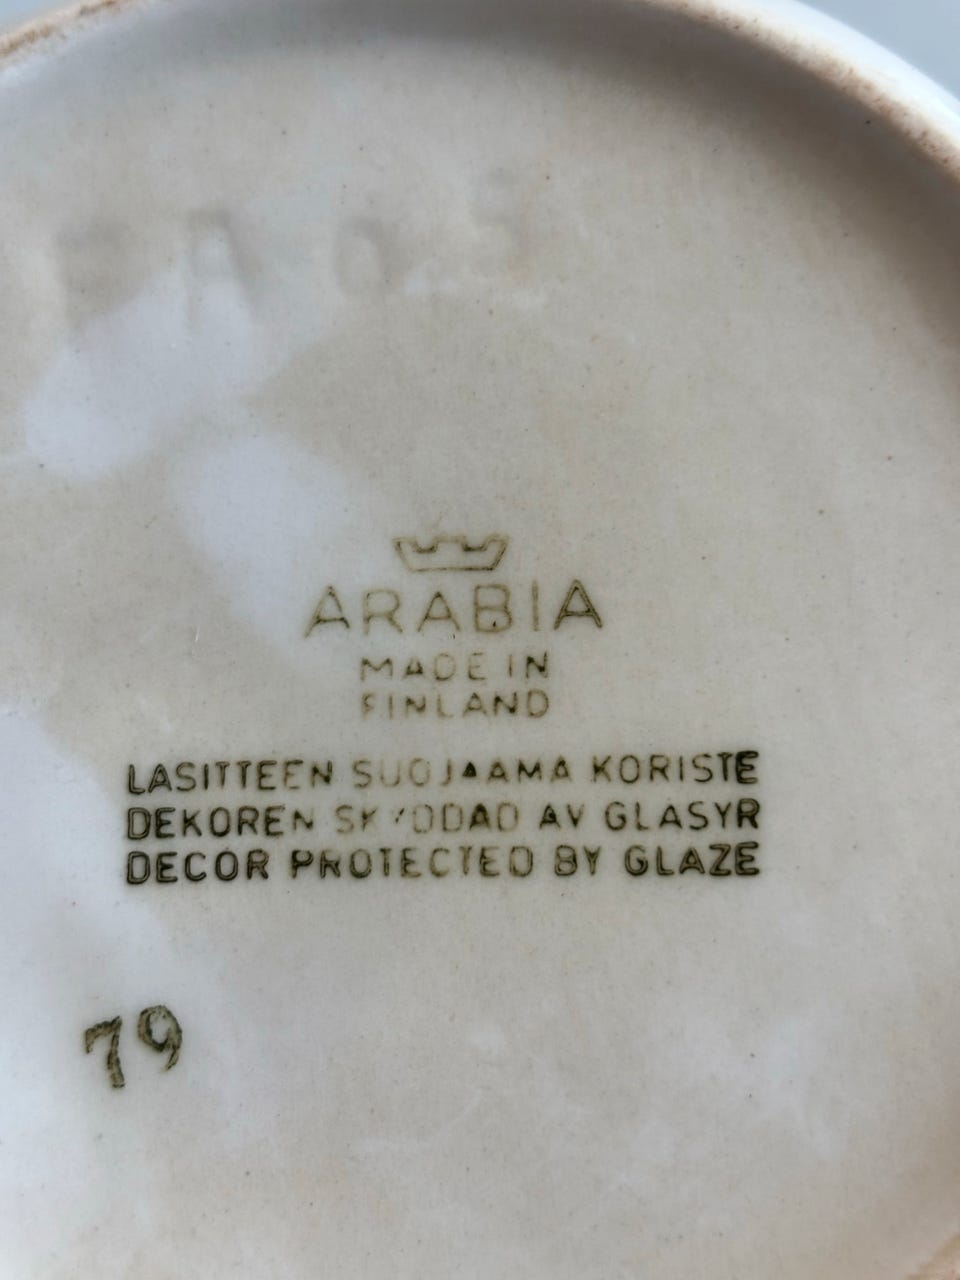 ARABIA
MADE IN
FINLAND
LASITTEEN SUOJAAMA KORISTE
DEKOREN SKYDDAD AV GLASYR
DECOR PROTECTED BY GLAZE
79